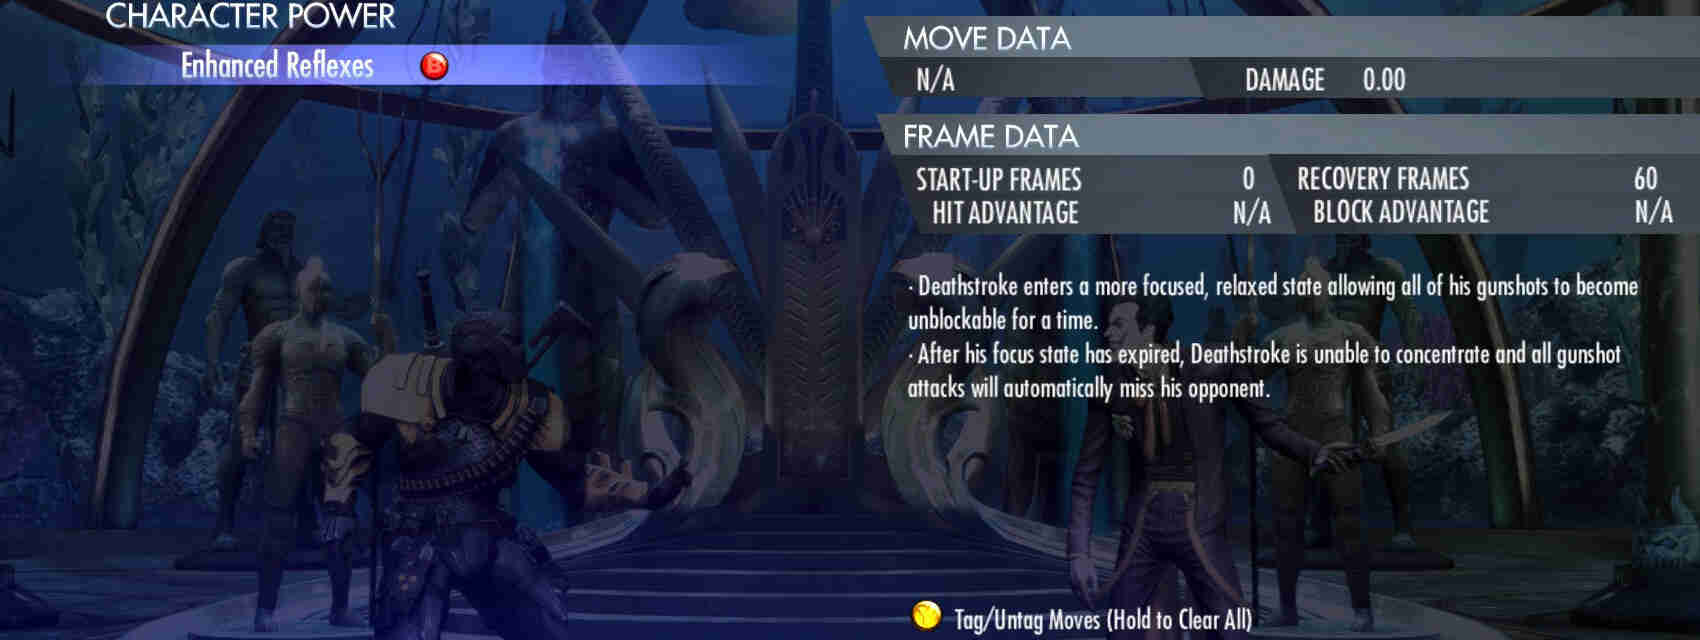 CHARACTER POWER
Enhanced Reflexes B
MOVE DATA
N/A DAMAGE 0.00
FRAME DATA
START-UP FRAMES 0 RECOVERY FRAMES 60
HIT ADVANTAGE N/A BLOCK ADVANTAGE N/A
· Deathstroke enters a more focused, relaxed state allowing all of his gunshots to become
unblockable for a time.
· After his focus state has expired, Deathstroke is unable to concentrate and all gunshot
attacks will automatically miss his opponent.
Y Tag/Untag Moves (Hold to Clear All)